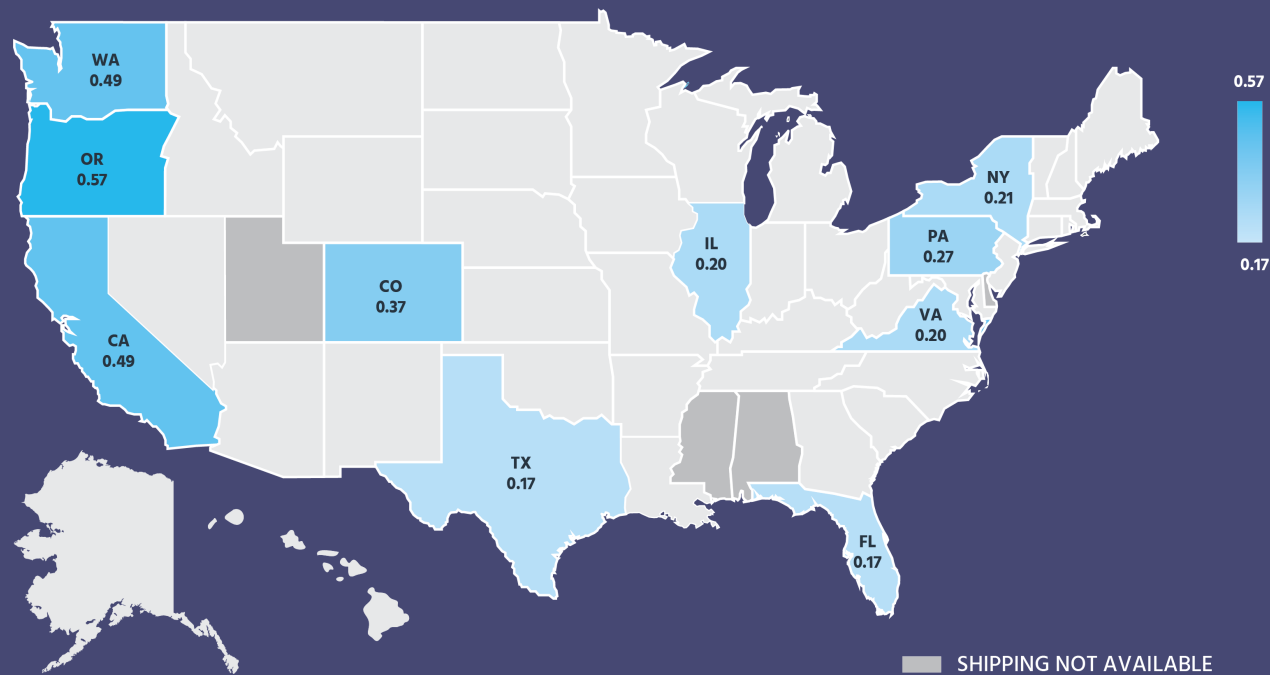 WA
0.49
OR
0.57
CA
0.49
CO
0.37
TX
0.17
IL
0.20
NY
0.21
PA
0.27
VA
0.20
FL
0.17
0.57
0.17
SHIPPING NOT AVAILABLE